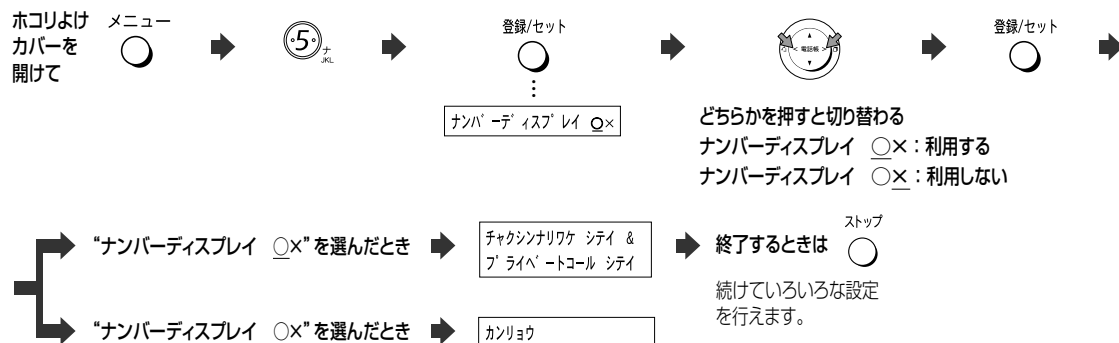 ホコリよけ
カバーを
開けて
メニュー
5 ナ JKL
登録/セット
ナンバーディスプレイ ○×
< 電話帳 >
どちらかを押すと切り替わる
ナンバーディスプレイ ○×：利用する
ナンバーディスプレイ ○×：利用しない
登録/セット
“ナンバーディスプレイ ○×”を選んだとき
チャクシンナリワケ シテイ &
プライベートコール シテイ
終了するときは
ストップ
続けていろいろな設定
を行えます。
“ナンバーディスプレイ ○×”を選んだとき
カンリョウ